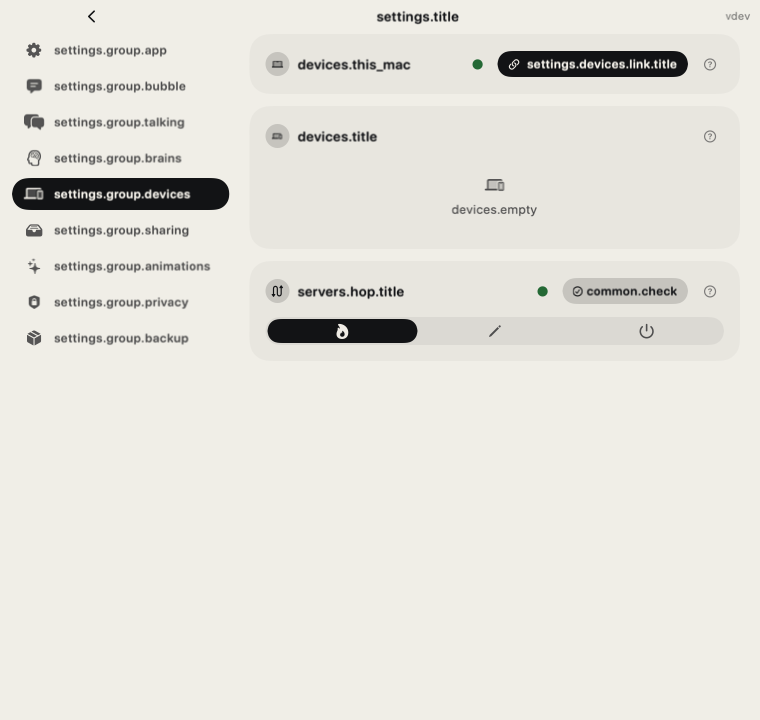 settings.title
vdev
settings.group.app
settings.group.bubble
settings.group.talking
settings.group.brains
settings.group.devices
settings.group.sharing
settings.group.animations
settings.group.privacy
settings.group.backup
devices.this_mac
settings.devices.link.title
devices.title
devices.empty
servers.hop.title
common.check